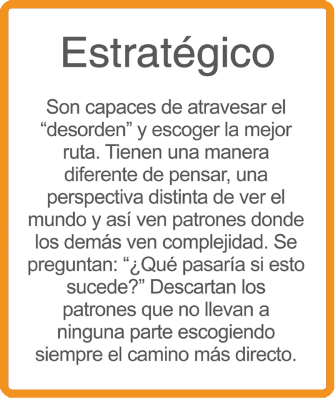 Estratégico
Son capaces de atravesar el
“desorden” y escoger la mejor
ruta. Tienen una manera
diferente de pensar, una
perspectiva distinta de ver el
mundo y así ven patrones donde
los demás ven complejidad. Se
preguntan: “¿Qué pasaría si esto
sucede?” Descartan los
patrones que no llevan a
ninguna parte escogiendo
siempre el camino más directo.